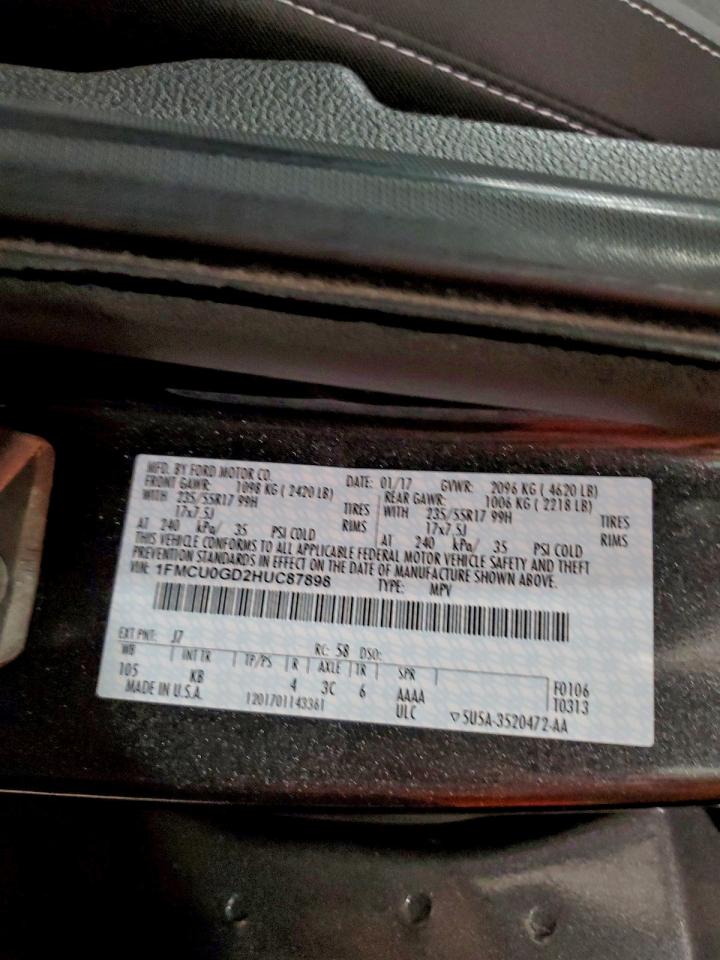 MFD. BY FORD MOTOR CO. DATE: 01/17 GVWR: 2096 KG ( 4620 LB)
FRONT GAWR: 1098 KG ( 2420 LB) REAR GAWR: 1006 KG ( 2218 LB)
WITH 235/55R17 99H TIRES WITH 235/55R17 99H TIRES
17x7.5J RIMS 17x7.5J RIMS
AT 240 kPa/ 35 PSI COLD AT 240 kPa/ 35 PSI COLD
THIS VEHICLE CONFORMS TO ALL APPLICABLE FEDERAL MOTOR VEHICLE SAFETY AND THEFT
PREVENTION STANDARDS IN EFFECT ON THE DATE OF MANUFACTURE SHOWN ABOVE.
VIN: 1FMCU0GD2HUC87898 TYPE: MPV
EXT PNT: J7 RC: 58 DSO:
WB INT TR TP/PS R AXLE TR SPR
105 KB 4 3C 6 AAAA F0106
MADE IN U.S.A. 1201701143361 ULC T0313
▽5U5A-3520472-AA